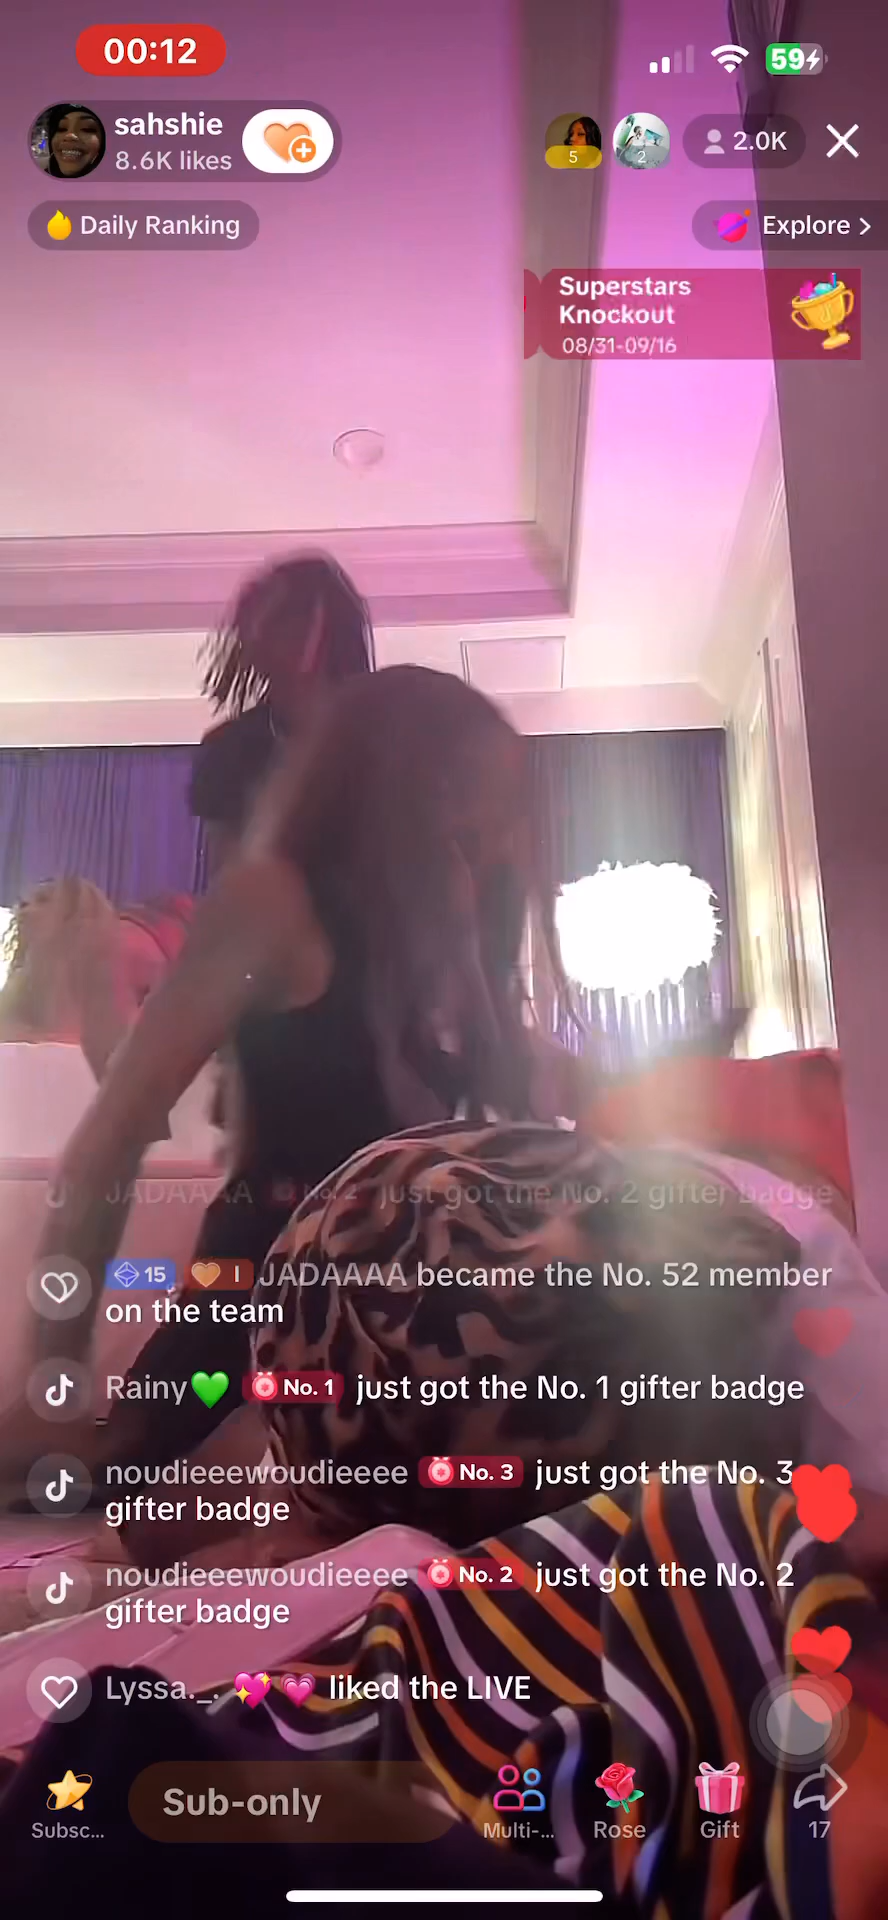 00:12
59
sahshie
8.6K likes
5
2
2.0K
Daily Ranking
Explore >
Superstars
Knockout
08/31-09/16
JADAAAA No. 2 just got the No. 2 gifter badge
15 I JADAAAA became the No. 52 member
on the team
Rainy💚 No. 1 just got the No. 1 gifter badge
noudieeewoudieeee No. 3 just got the No. 3
gifter badge
noudieeewoudieeee No. 2 just got the No. 2
gifter badge
Lyssa._. 💖💗 liked the LIVE
Sub-only
Subsc...
Multi-...
Rose
Gift
17